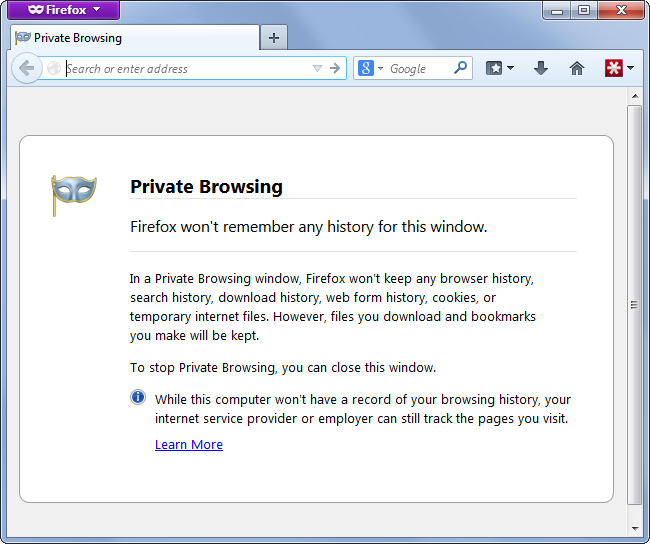 Firefox
Private Browsing
Search or enter address
Google
Private Browsing
Firefox won't remember any history for this window.
In a Private Browsing window, Firefox won't keep any browser history,
search history, download history, web form history, cookies, or
temporary internet files. However, files you download and bookmarks
you make will be kept.
To stop Private Browsing, you can close this window.
While this computer won't have a record of your browsing history, your
internet service provider or employer can still track the pages you visit.
Learn More